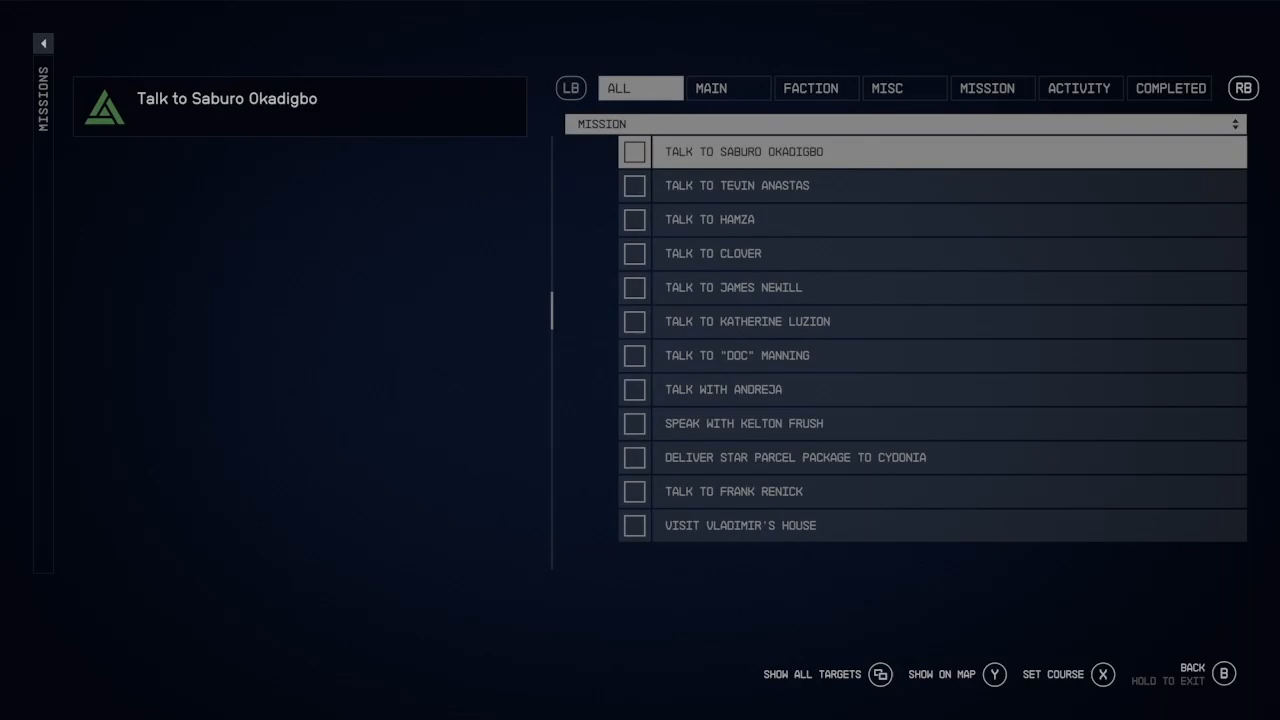 MISSIONS
Talk to Saburo Okadigbo
LB ALL MAIN FACTION MISC MISSION ACTIVITY COMPLETED RB
MISSION
TALK TO SABURO OKADIGBO
TALK TO TEVIN ANASTAS
TALK TO HAMZA
TALK TO CLOVER
TALK TO JAMES NEWILL
TALK TO KATHERINE LUZION
TALK TO "DOC" MANNING
TALK WITH ANDREJA
SPEAK WITH KELTON FRUSH
DELIVER STAR PARCEL PACKAGE TO CYDONIA
TALK TO FRANK RENICK
VISIT VLADIMIR'S HOUSE
SHOW ALL TARGETS SHOW ON MAP Y SET COURSE X BACK B
HOLD TO EXIT